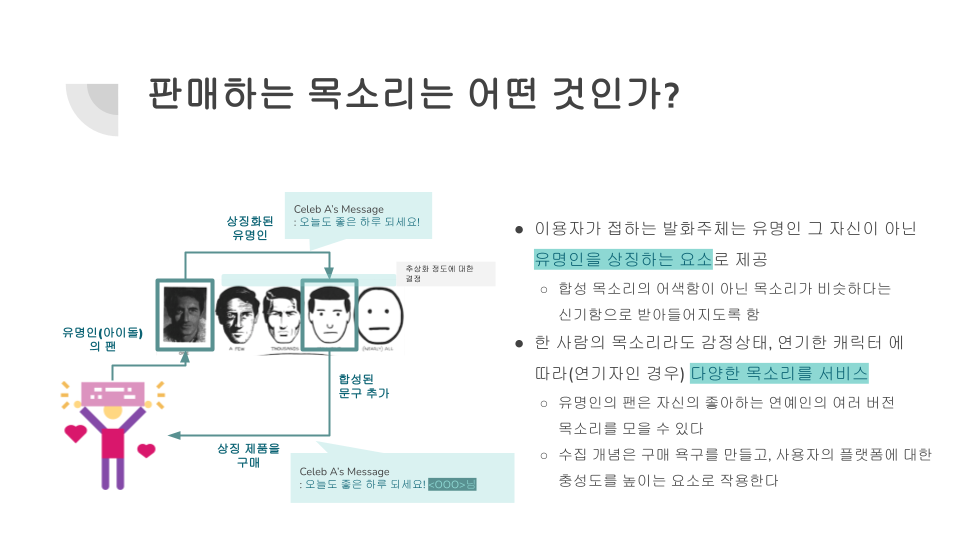 판매하는 목소리는 어떤 것인가?
Celeb A's Message
: 오늘도 좋은 하루 되세요!
상징화된
유명인
추상화 정도에 대한
결정
유명인(아이돌)
의 팬
A FEW
THOUSANDS
(NEARLY) ALL
합성된
문구 추가
상징 제품을
구매
Celeb A's Message
: 오늘도 좋은 하루 되세요! <OOO>님
● 이용자가 접하는 발화주체는 유명인 그 자신이 아닌
유명인을 상징하는 요소로 제공
○ 합성 목소리의 어색함이 아닌 목소리가 비슷하다는
신기함으로 받아들어지도록 함
● 한 사람의 목소리라도 감정상태, 연기한 캐릭터 에
따라(연기자인 경우) 다양한 목소리를 서비스
○ 유명인의 팬은 자신의 좋아하는 연예인의 여러 버전
목소리를 모을 수 있다
○ 수집 개념은 구매 욕구를 만들고, 사용자의 플랫폼에 대한
충성도를 높이는 요소로 작용한다